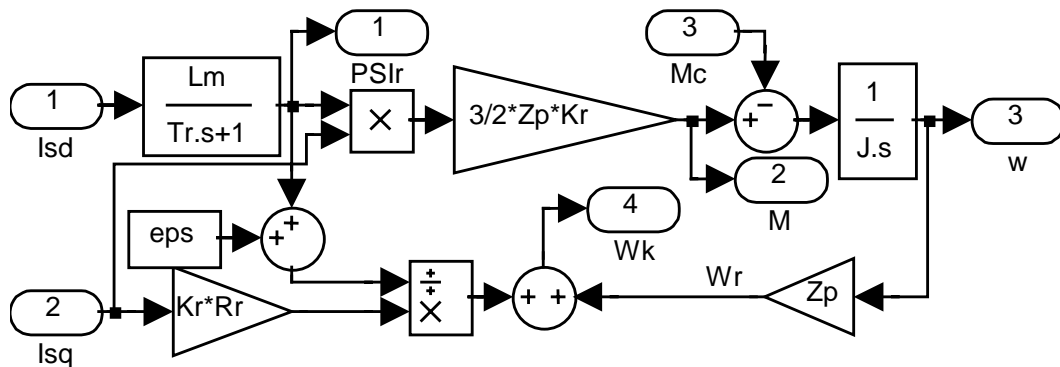 1
Isd
Lm
Tr.s+1
1
PSIr
×
3/2*Zp*Kr
3
Mc
−
+
1
J.s
3
w
2
M
eps
+
+
4
Wk
2
Isq
Kr*Rr
÷
×
+ +
Wr
Zp